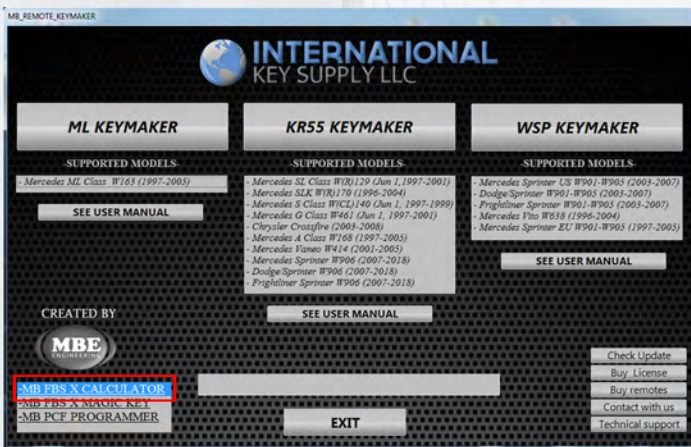 MB_REMOTE_KEYMAKER
INTERNATIONAL
KEY SUPPLY LLC
ML KEYMAKER
-SUPPORTED MODELS-
- Mercedes ML Class W163 (1997-2005)
SEE USER MANUAL
KR55 KEYMAKER
-SUPPORTED MODELS-
- Mercedes SL Class W(R)129 (Jun 1,1997-2001)
- Mercedes SLK W(R)170 (1996-2004)
- Mercedes S Class W(CL)140 (Jun 1, 1997-1999)
- Mercedes G Class W461 (Jun 1, 1997-2001)
- Chrysler Crossfire (2003-2008)
- Mercedes A Class W168 (1997-2005)
- Mercedes Vaneo W414 (2001-2005)
- Mercedes Sprinter W906 (2007-2018)
- Dodge/Sprinter W906 (2007-2018)
- Frightliner Sprinter W906 (2007-2018)
SEE USER MANUAL
WSP KEYMAKER
-SUPPORTED MODELS-
- Mercedes Sprinter US W901-W905 (2003-2007)
- Dodge/Sprinter W901-W905 (2003-2007)
- Frightliner Sprinter W901-W905 (2003-2007)
- Mercedes Vito W638 (1996-2004)
- Mercedes Sprinter EU W901-W905 (1997-2005)
SEE USER MANUAL
CREATED BY
MBE
ENGINEERING
-MB FBS X CALCULATOR
-MB FBS X MAGIC KEY
-MB PCF PROGRAMMER
EXIT
Check Update
Buy License
Buy remotes
Contact with us
Technical support